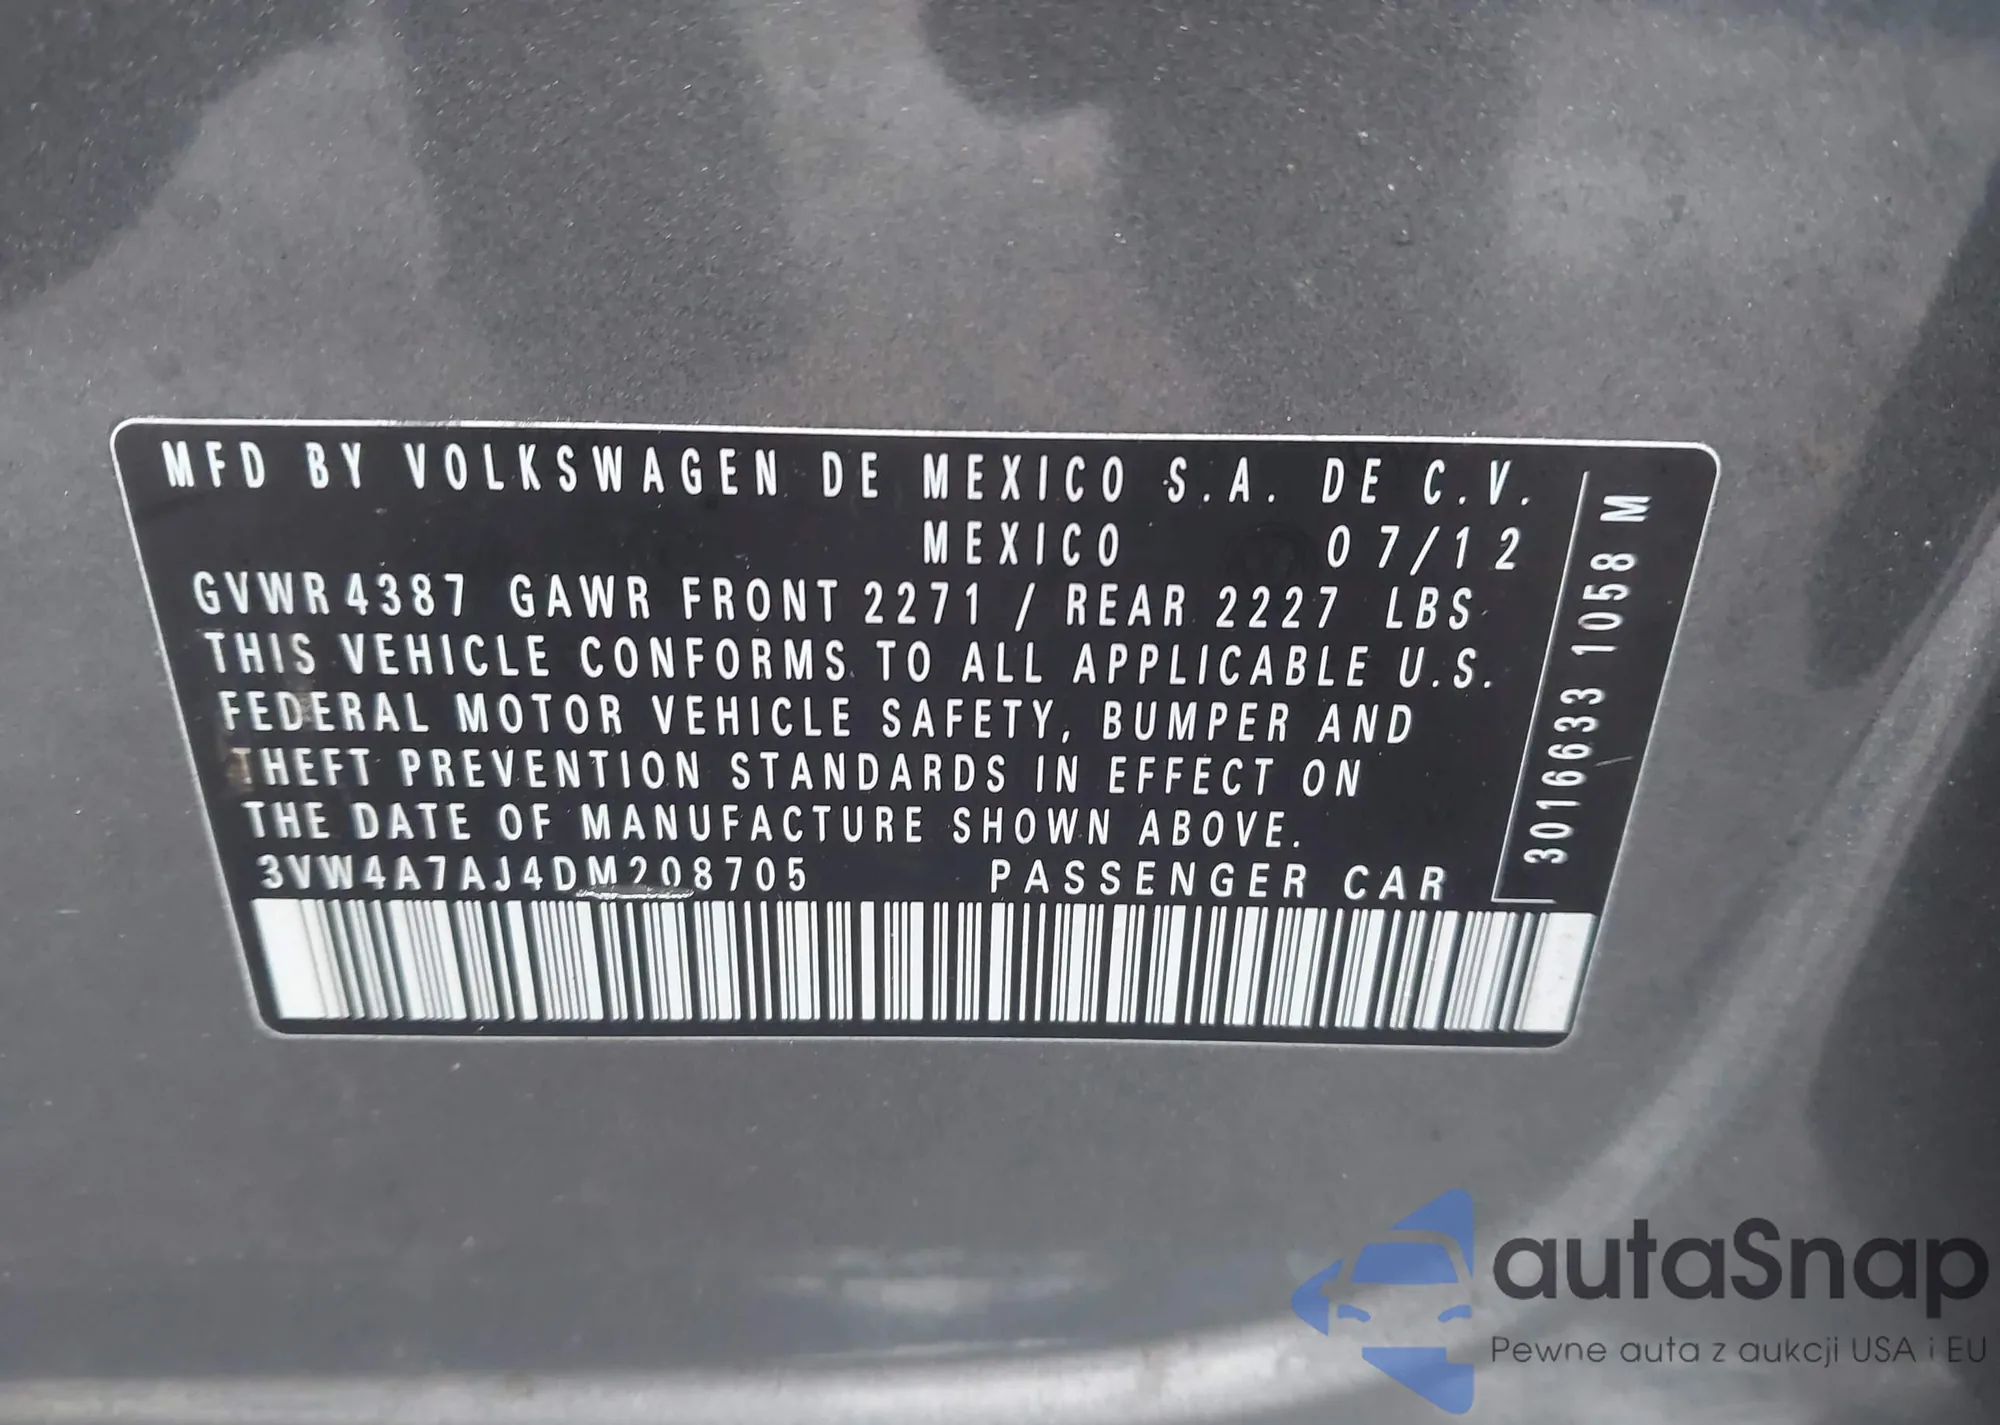 MFD BY VOLKSWAGEN DE MEXICO S.A. DE C.V.
MEXICO 07/12
GVWR 4387 GAWR FRONT 2271 / REAR 2227 LBS
THIS VEHICLE CONFORMS TO ALL APPLICABLE U.S.
FEDERAL MOTOR VEHICLE SAFETY, BUMPER AND
THEFT PREVENTION STANDARDS IN EFFECT ON
THE DATE OF MANUFACTURE SHOWN ABOVE.
3VW4A7AJ4DM208705 PASSENGER CAR
3016633 1058 M
autaSnap
Pewne auta z aukcji USA i EU